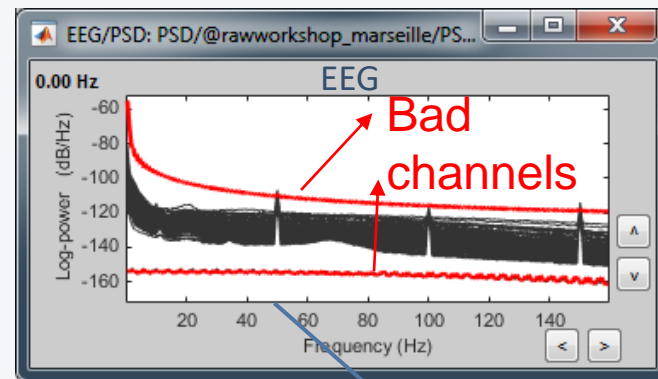 EEG/PSD: PSD/@rawworkshop_marseille/PS...
0.00 Hz
EEG
Bad
channels
Log-power (dB/Hz)
-60
-80
-100
-120
-140
-160
20 40 60 80 100 120 140
Frequency (Hz)
^
v
< >